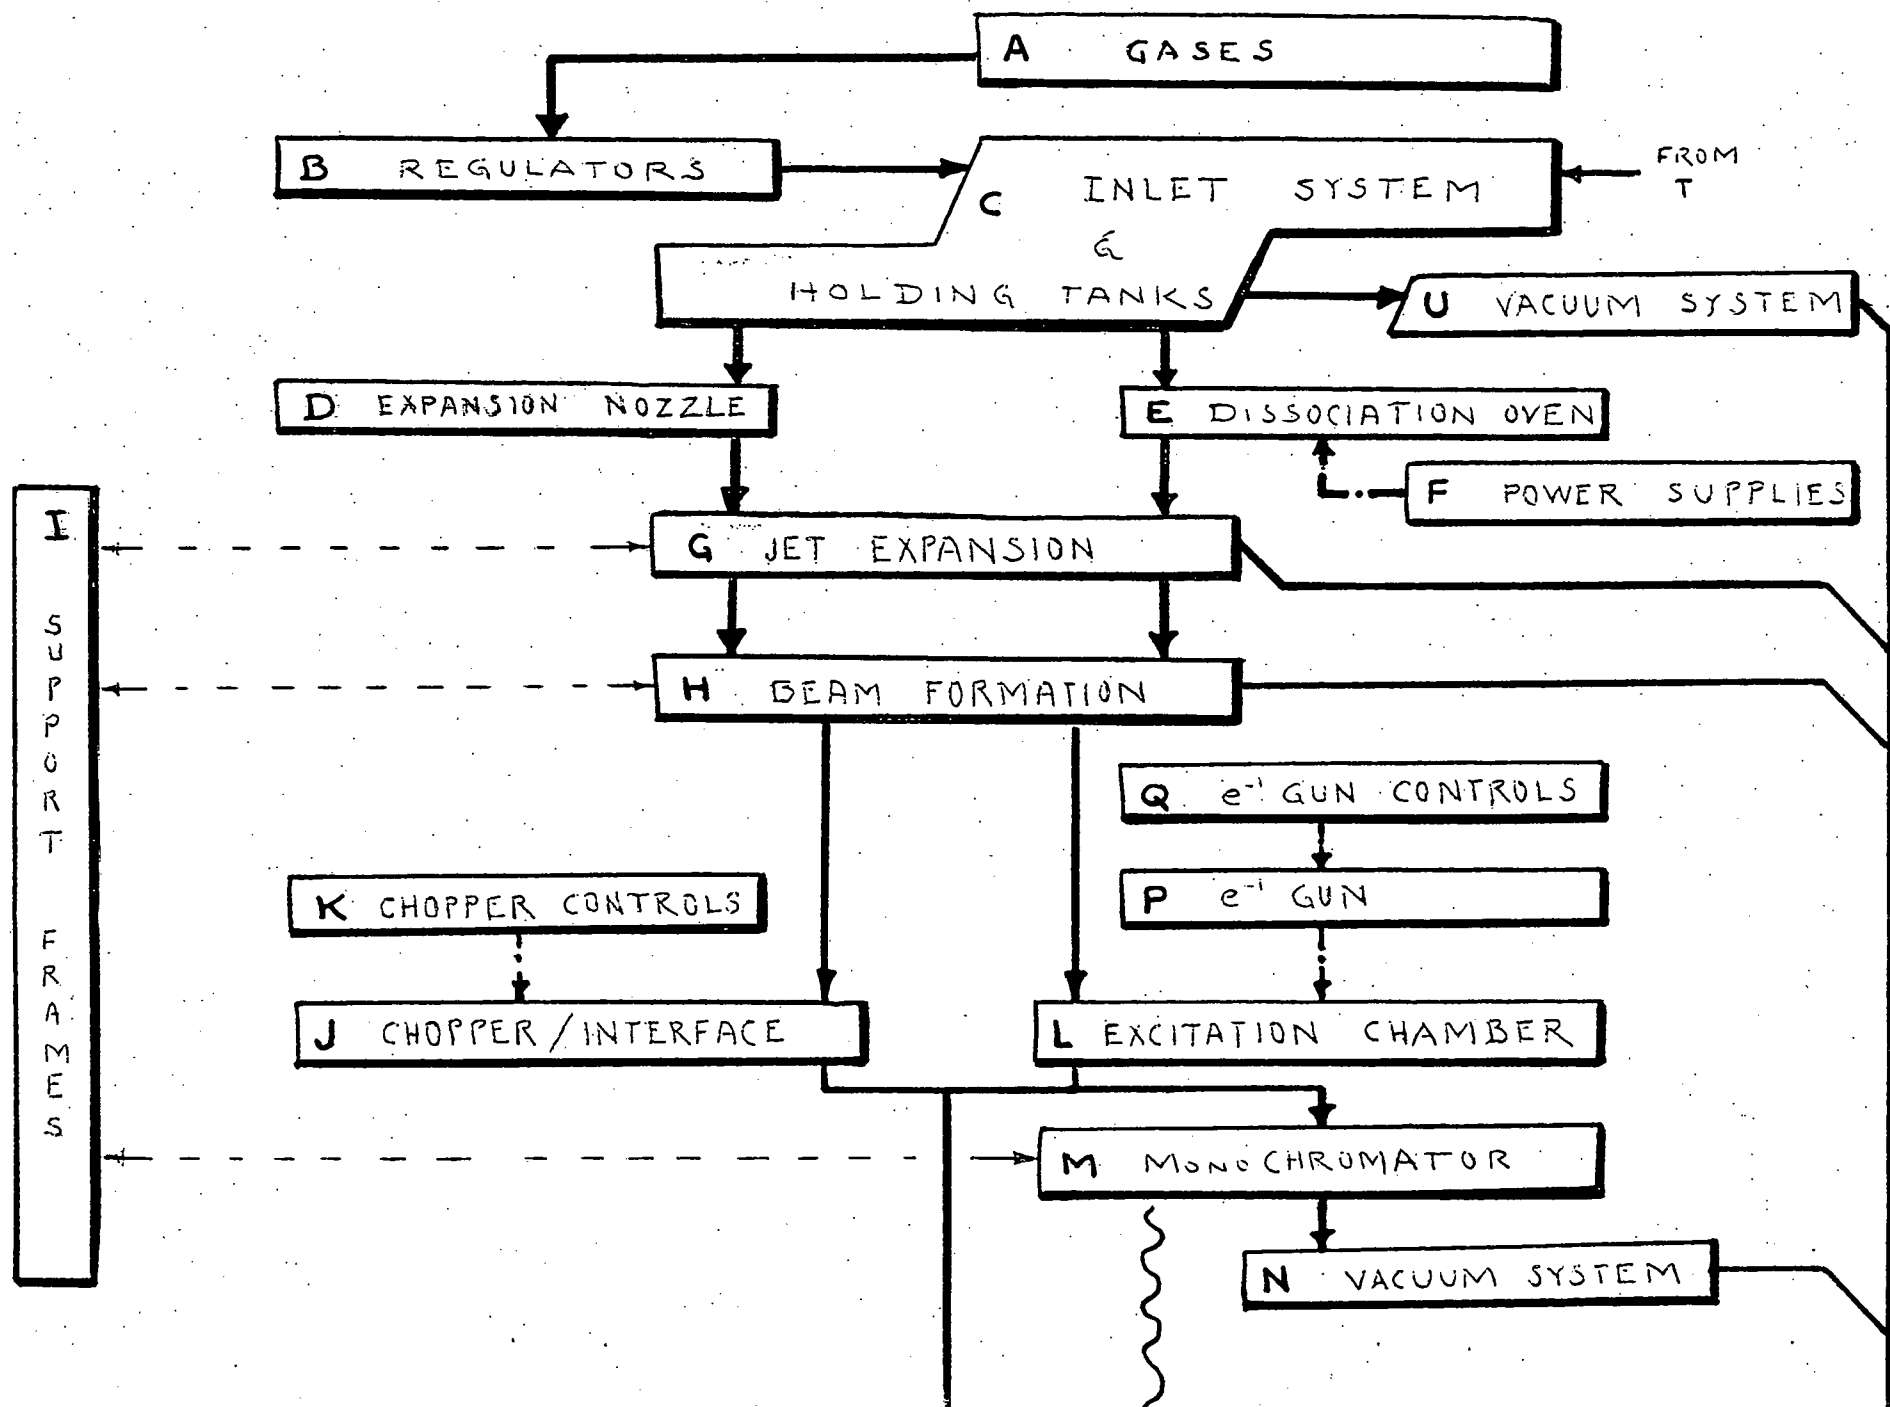 A GASES
B REGULATORS
C INLET SYSTEM
&
HOLDING TANKS
FROM
T
U VACUUM SYSTEM
D EXPANSION NOZZLE
E DISSOCIATION OVEN
F POWER SUPPLIES
I SUPPORT FRAMES
G JET EXPANSION
H BEAM FORMATION
Q e⁻¹ GUN CONTROLS
K CHOPPER CONTROLS
P e⁻¹ GUN
J CHOPPER/INTERFACE
L EXCITATION CHAMBER
M MONOCHROMATOR
N VACUUM SYSTEM